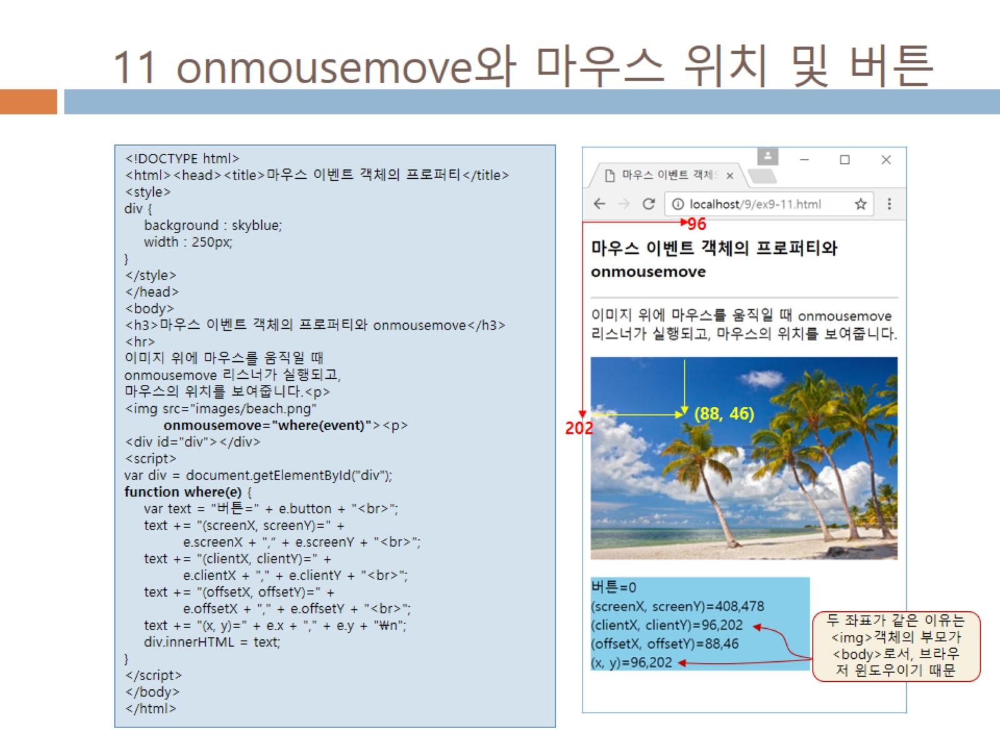 11 onmousemove와 마우스 위치 및 버튼
<!DOCTYPE html>
<html><head><title>마우스 이벤트 객체의 프로퍼티</title>
<style>
div {
background : skyblue;
width : 250px;
}
</style>
</head>
<body>
<h3>마우스 이벤트 객체의 프로퍼티와 onmousemove</h3>
<hr>
이미지 위에 마우스를 움직일 때
onmousemove 리스너가 실행되고,
마우스의 위치를 보여줍니다.<p>
<img src="images/beach.png"
onmousemove="where(event)"><p>
<div id="div"></div>
<script>
var div = document.getElementById("div");
function where(e) {
var text = "버튼=" + e.button + "<br>";
text += "(screenX, screenY)=" +
e.screenX + ",“ + e.screenY + "<br>";
text += "(clientX, clientY)=" +
e.clientX + "," + e.clientY + "<br>";
text += "(offsetX, offsetY)=" +
e.offsetX + "," + e.offsetY + "<br>";
text += "(x, y)=" + e.x + "," + e.y + "₩n";
div.innerHTML = text;
}
</script>
</body>
</html>
마우스 이벤트 객체
localhost/9/ex9-11.html
96
마우스 이벤트 객체의 프로퍼티와
onmousemove
이미지 위에 마우스를 움직일 때 onmousemove
리스너가 실행되고, 마우스의 위치를 보여줍니다.
(88, 46)
202
버튼=0
(screenX, screenY)=408,478
(clientX, clientY)=96,202
(offsetX, offsetY)=88,46
(x, y)=96,202
두 좌표가 같은 이유는
<img>객체의 부모가
<body>로서, 브라우
저 윈도우이기 때문